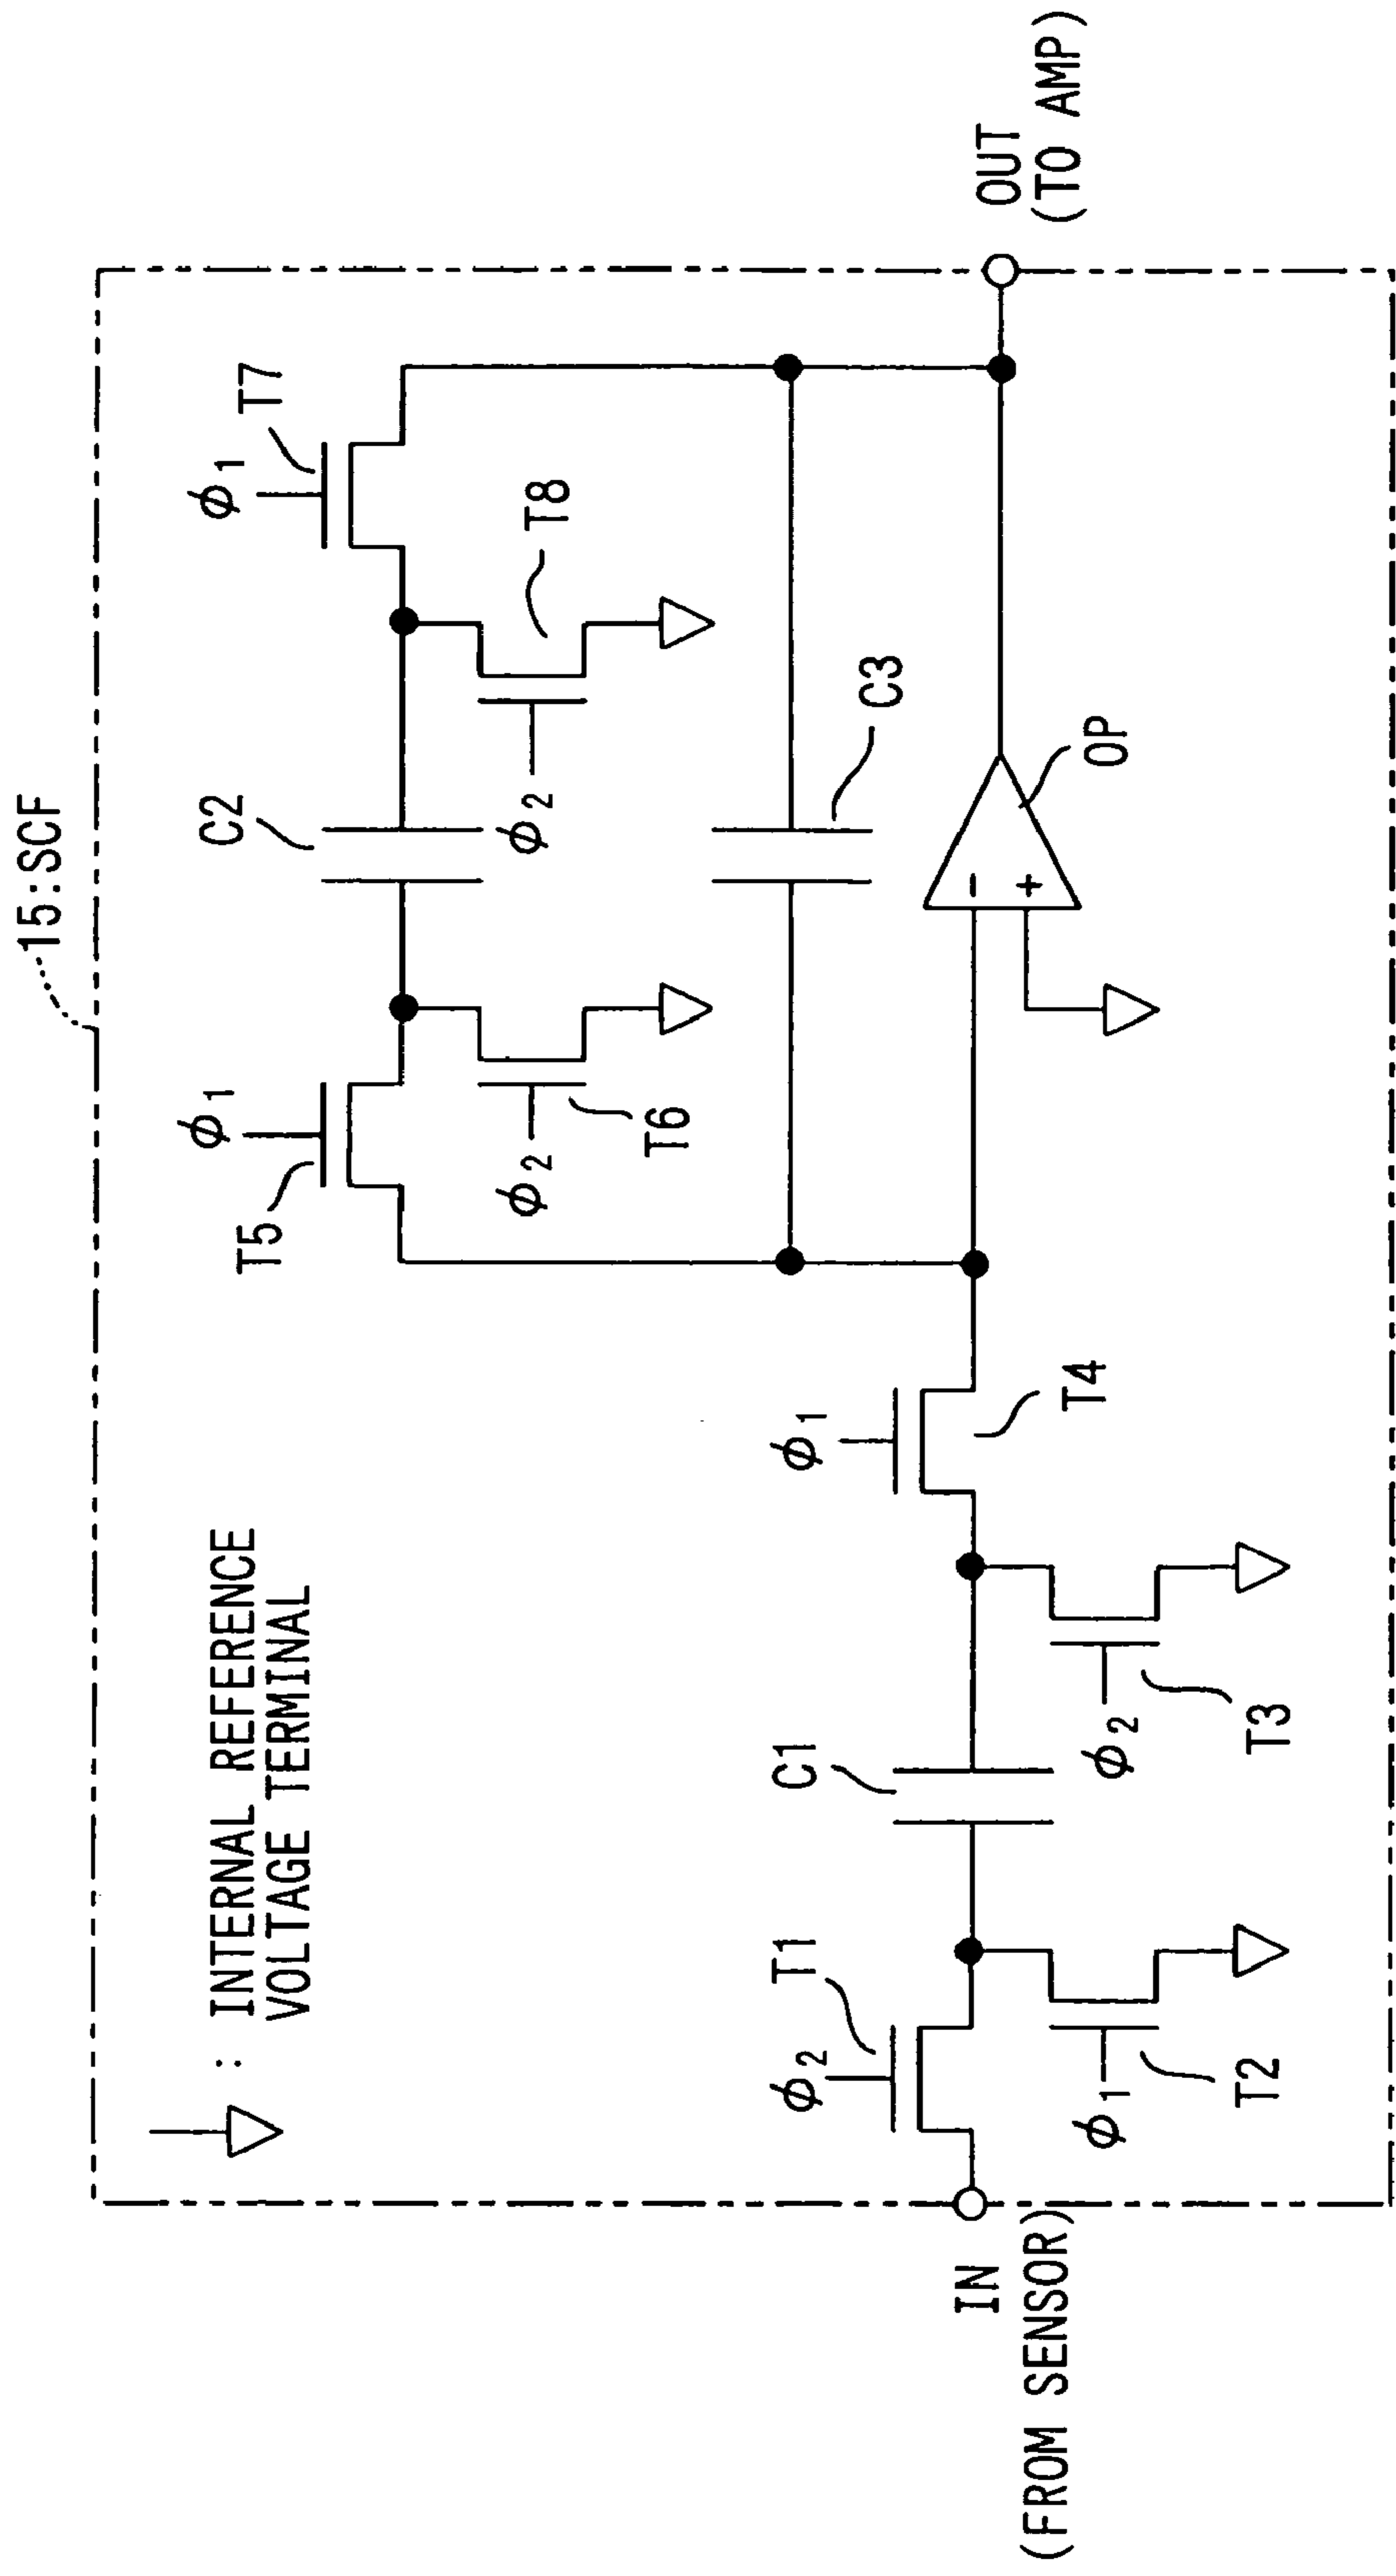 15:SCF
: INTERNAL REFERENCE
VOLTAGE TERMINAL
T5
ϕ1
C2
ϕ1
T7
ϕ2
T6
ϕ2
T8
C3
ϕ2
T1
C1
ϕ1
T4
- +
OP
ϕ1
T2
ϕ2
T3
IN
(FROM SENSOR)
OUT
(TO AMP)